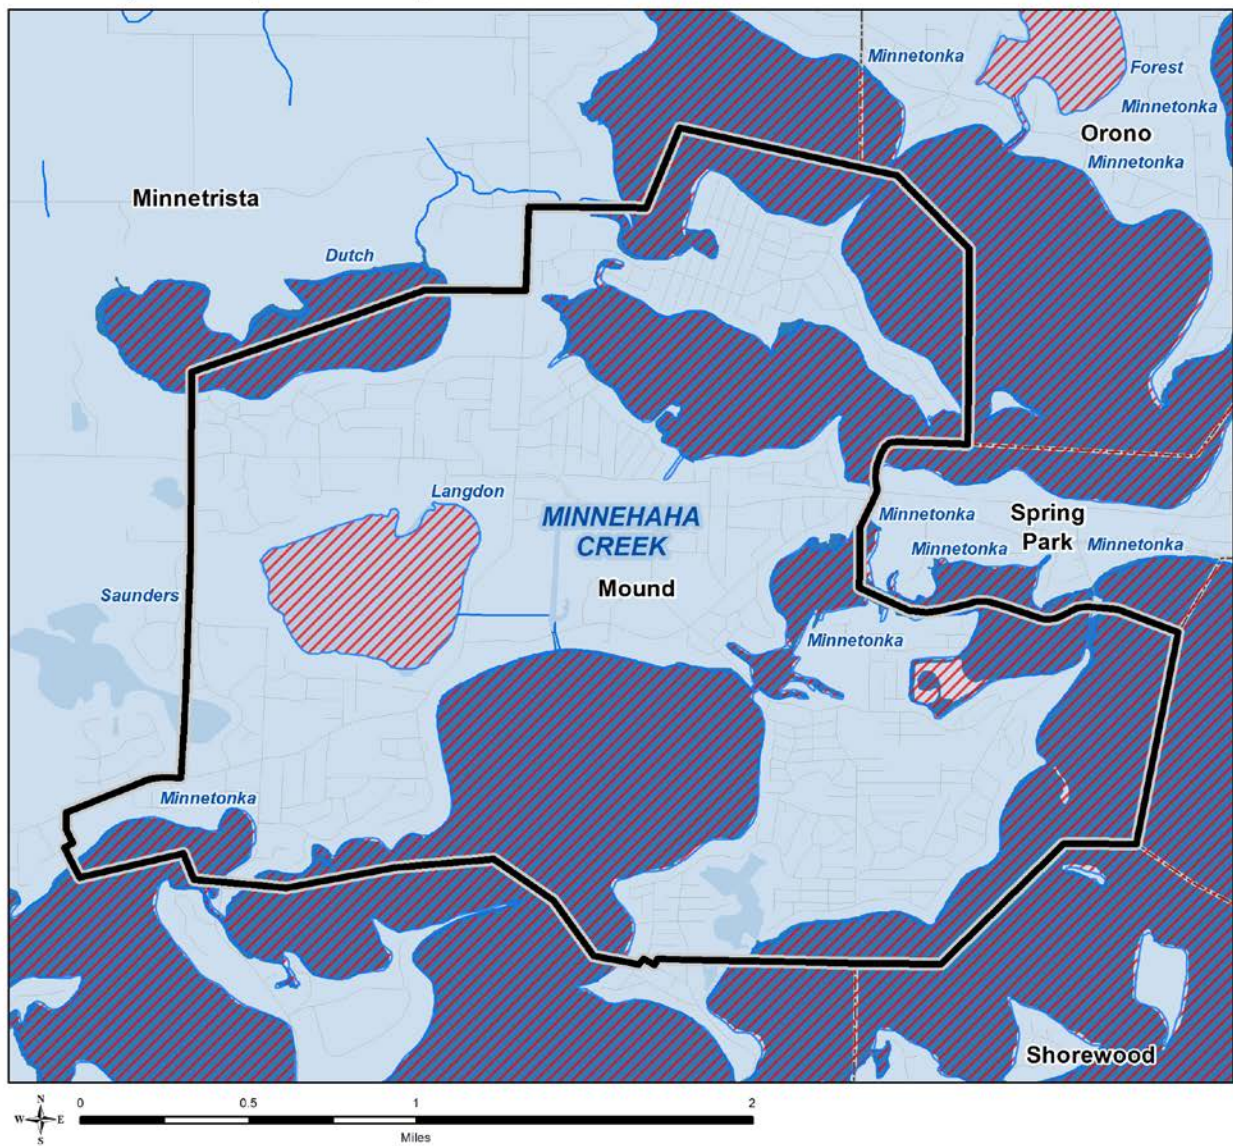 Minnetonka
Forest
Minnetonka
Orono
Minnetonka
Minnetrista
Dutch
Langdon
MINNEHAHA
CREEK
Minnetonka
Spring
Park
Minnetonka
Minnetonka
Mound
Saunders
Minnetonka
Minnetonka
Shorewood
N
W E
S
0 0.5 1 2
Miles